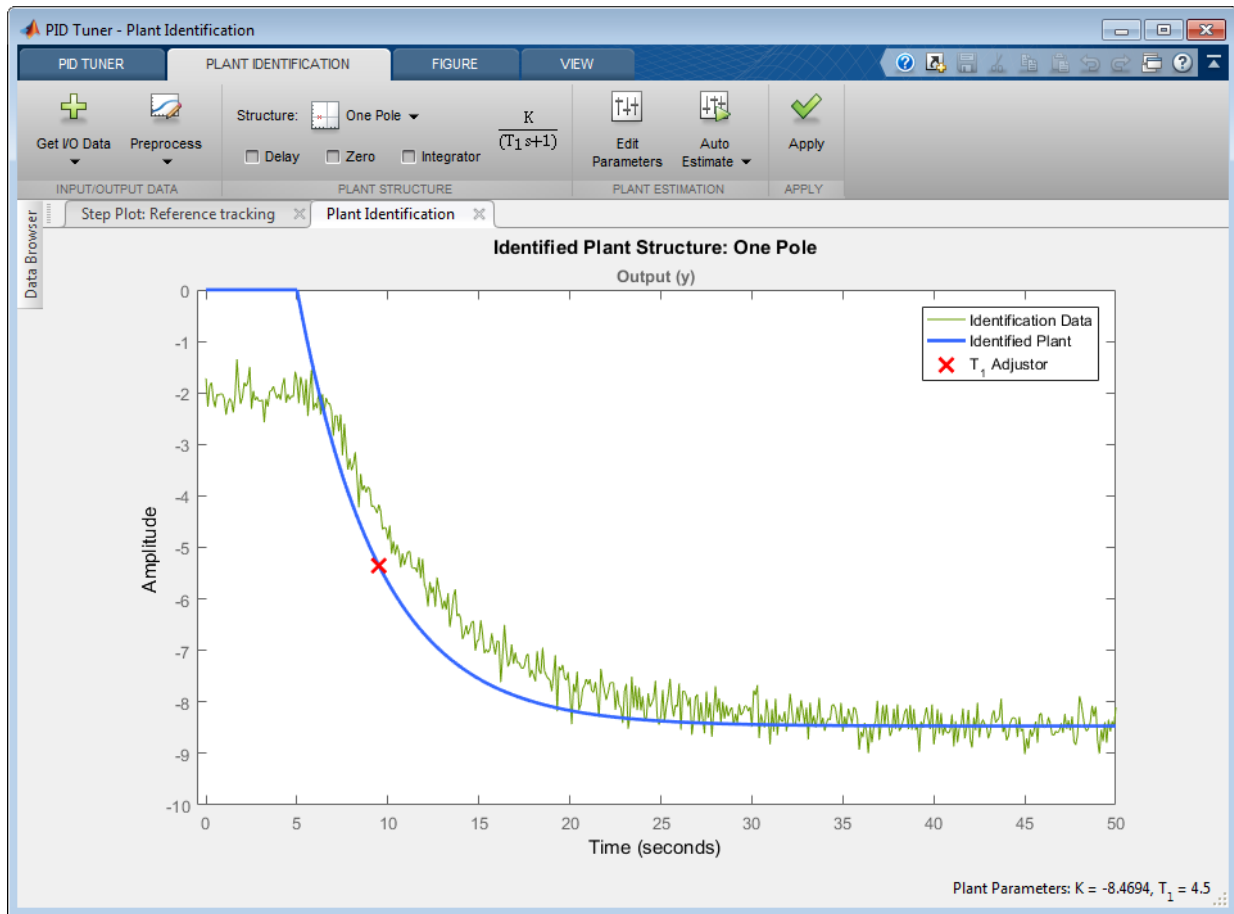 PID Tuner - Plant Identification
PID TUNER PLANT IDENTIFICATION FIGURE VIEW
Structure: One Pole
K
(T₁s+1)
Get I/O Data Preprocess Edit Parameters Auto Estimate Apply
Delay Zero Integrator
INPUT/OUTPUT DATA PLANT STRUCTURE PLANT ESTIMATION APPLY
Data Browser
Step Plot: Reference tracking Plant Identification
Identified Plant Structure: One Pole
Output (y)
Identification Data
Identified Plant
T₁ Adjustor
Amplitude
0
-1
-2
-3
-4
-5
-6
-7
-8
-9
-10
0 5 10 15 20 25 30 35 40 45 50
Time (seconds)
Plant Parameters: K = -8.4694, T₁ = 4.5